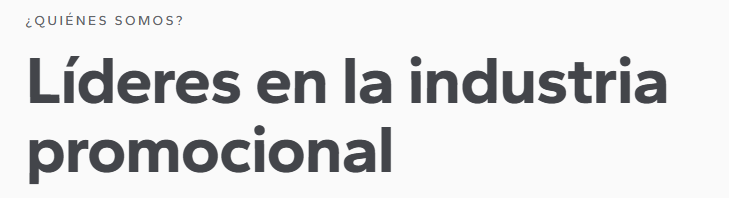 ¿QUIÉNES SOMOS?
Líderes en la industria
promocional